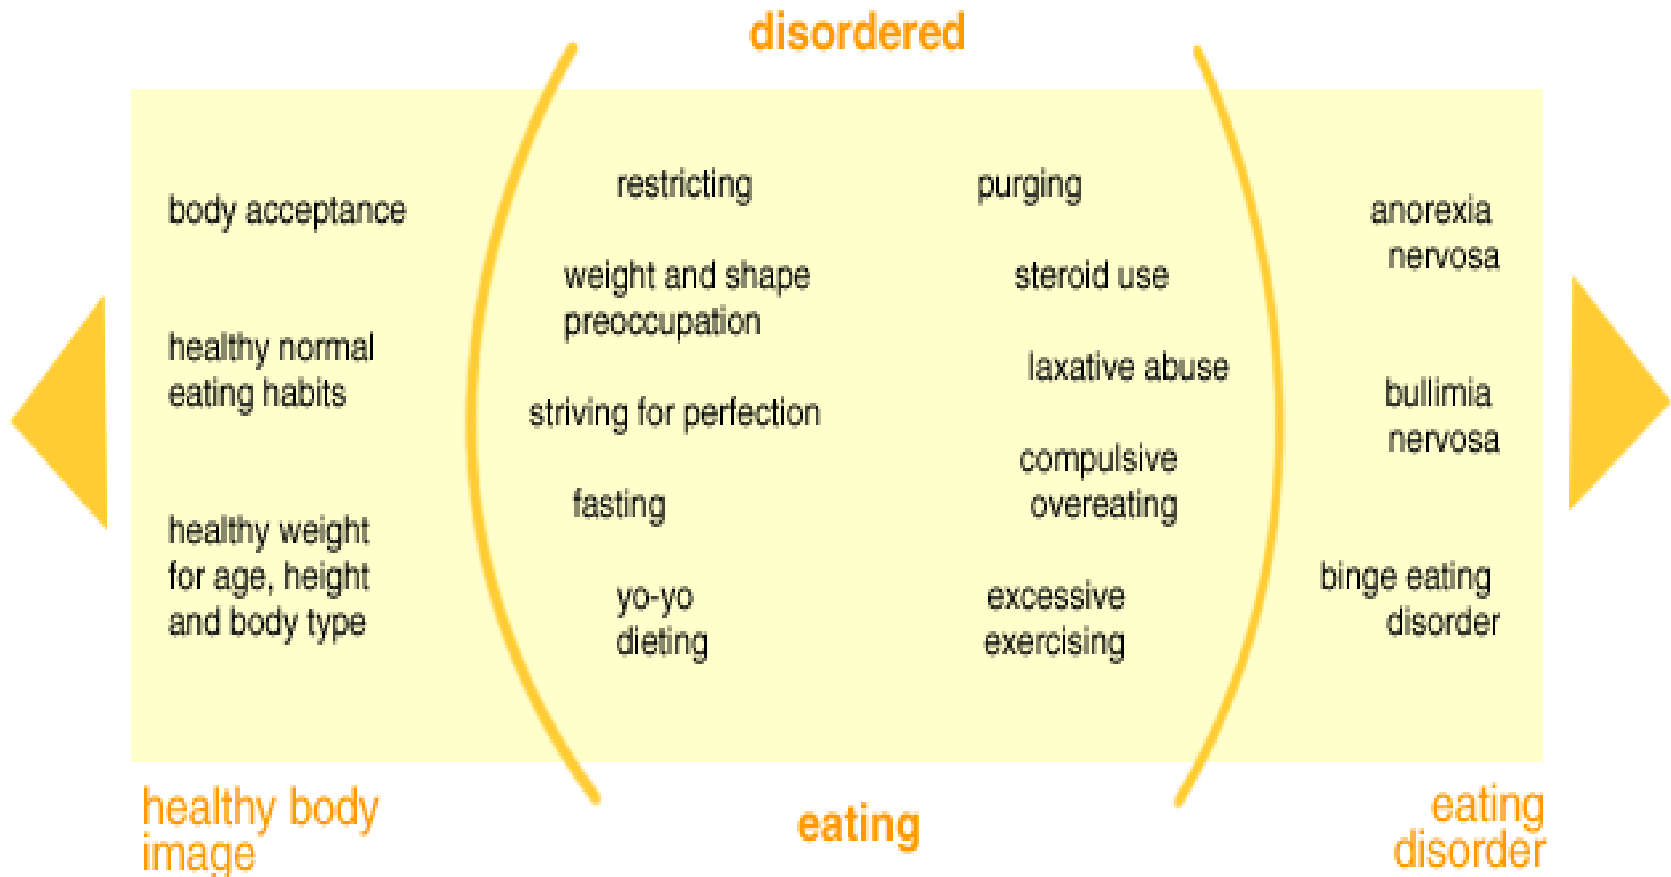 disordered
body acceptance
healthy normal
eating habits
healthy weight
for age, height
and body type
restricting
weight and shape
preoccupation
striving for perfection
fasting
yo-yo
dieting
purging
steroid use
laxative abuse
compulsive
overeating
excessive
exercising
anorexia
nervosa
bullimia
nervosa
binge eating
disorder
healthy body
image
eating
eating
disorder